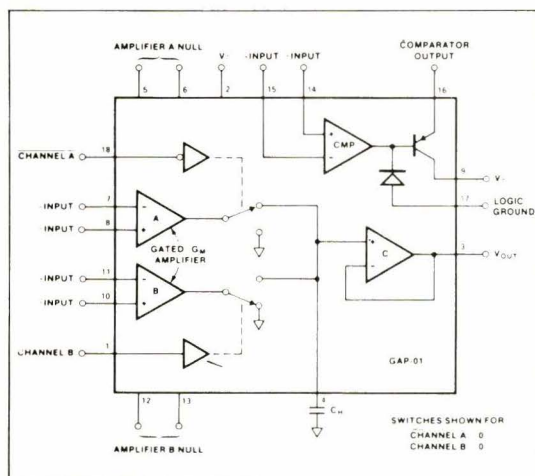 AMPLIFIER A NULL
V-
-INPUT
-INPUT
COMPARATOR
OUTPUT
5
6
2
15
14
16
+
-
CMP
CHANNEL A
18
9
V-
17
LOGIC
GROUND
-INPUT
7
-
A
-INPUT
8
+
GATED GM
AMPLIFIER
+
-
C
3
VOUT
-INPUT
11
-
B
INPUT
10
+
CHANNEL B
1
GAP-01
12
13
4
CH
AMPLIFIER B NULL
SWITCHES SHOWN FOR
CHANNEL A 0
CHANNEL B 0